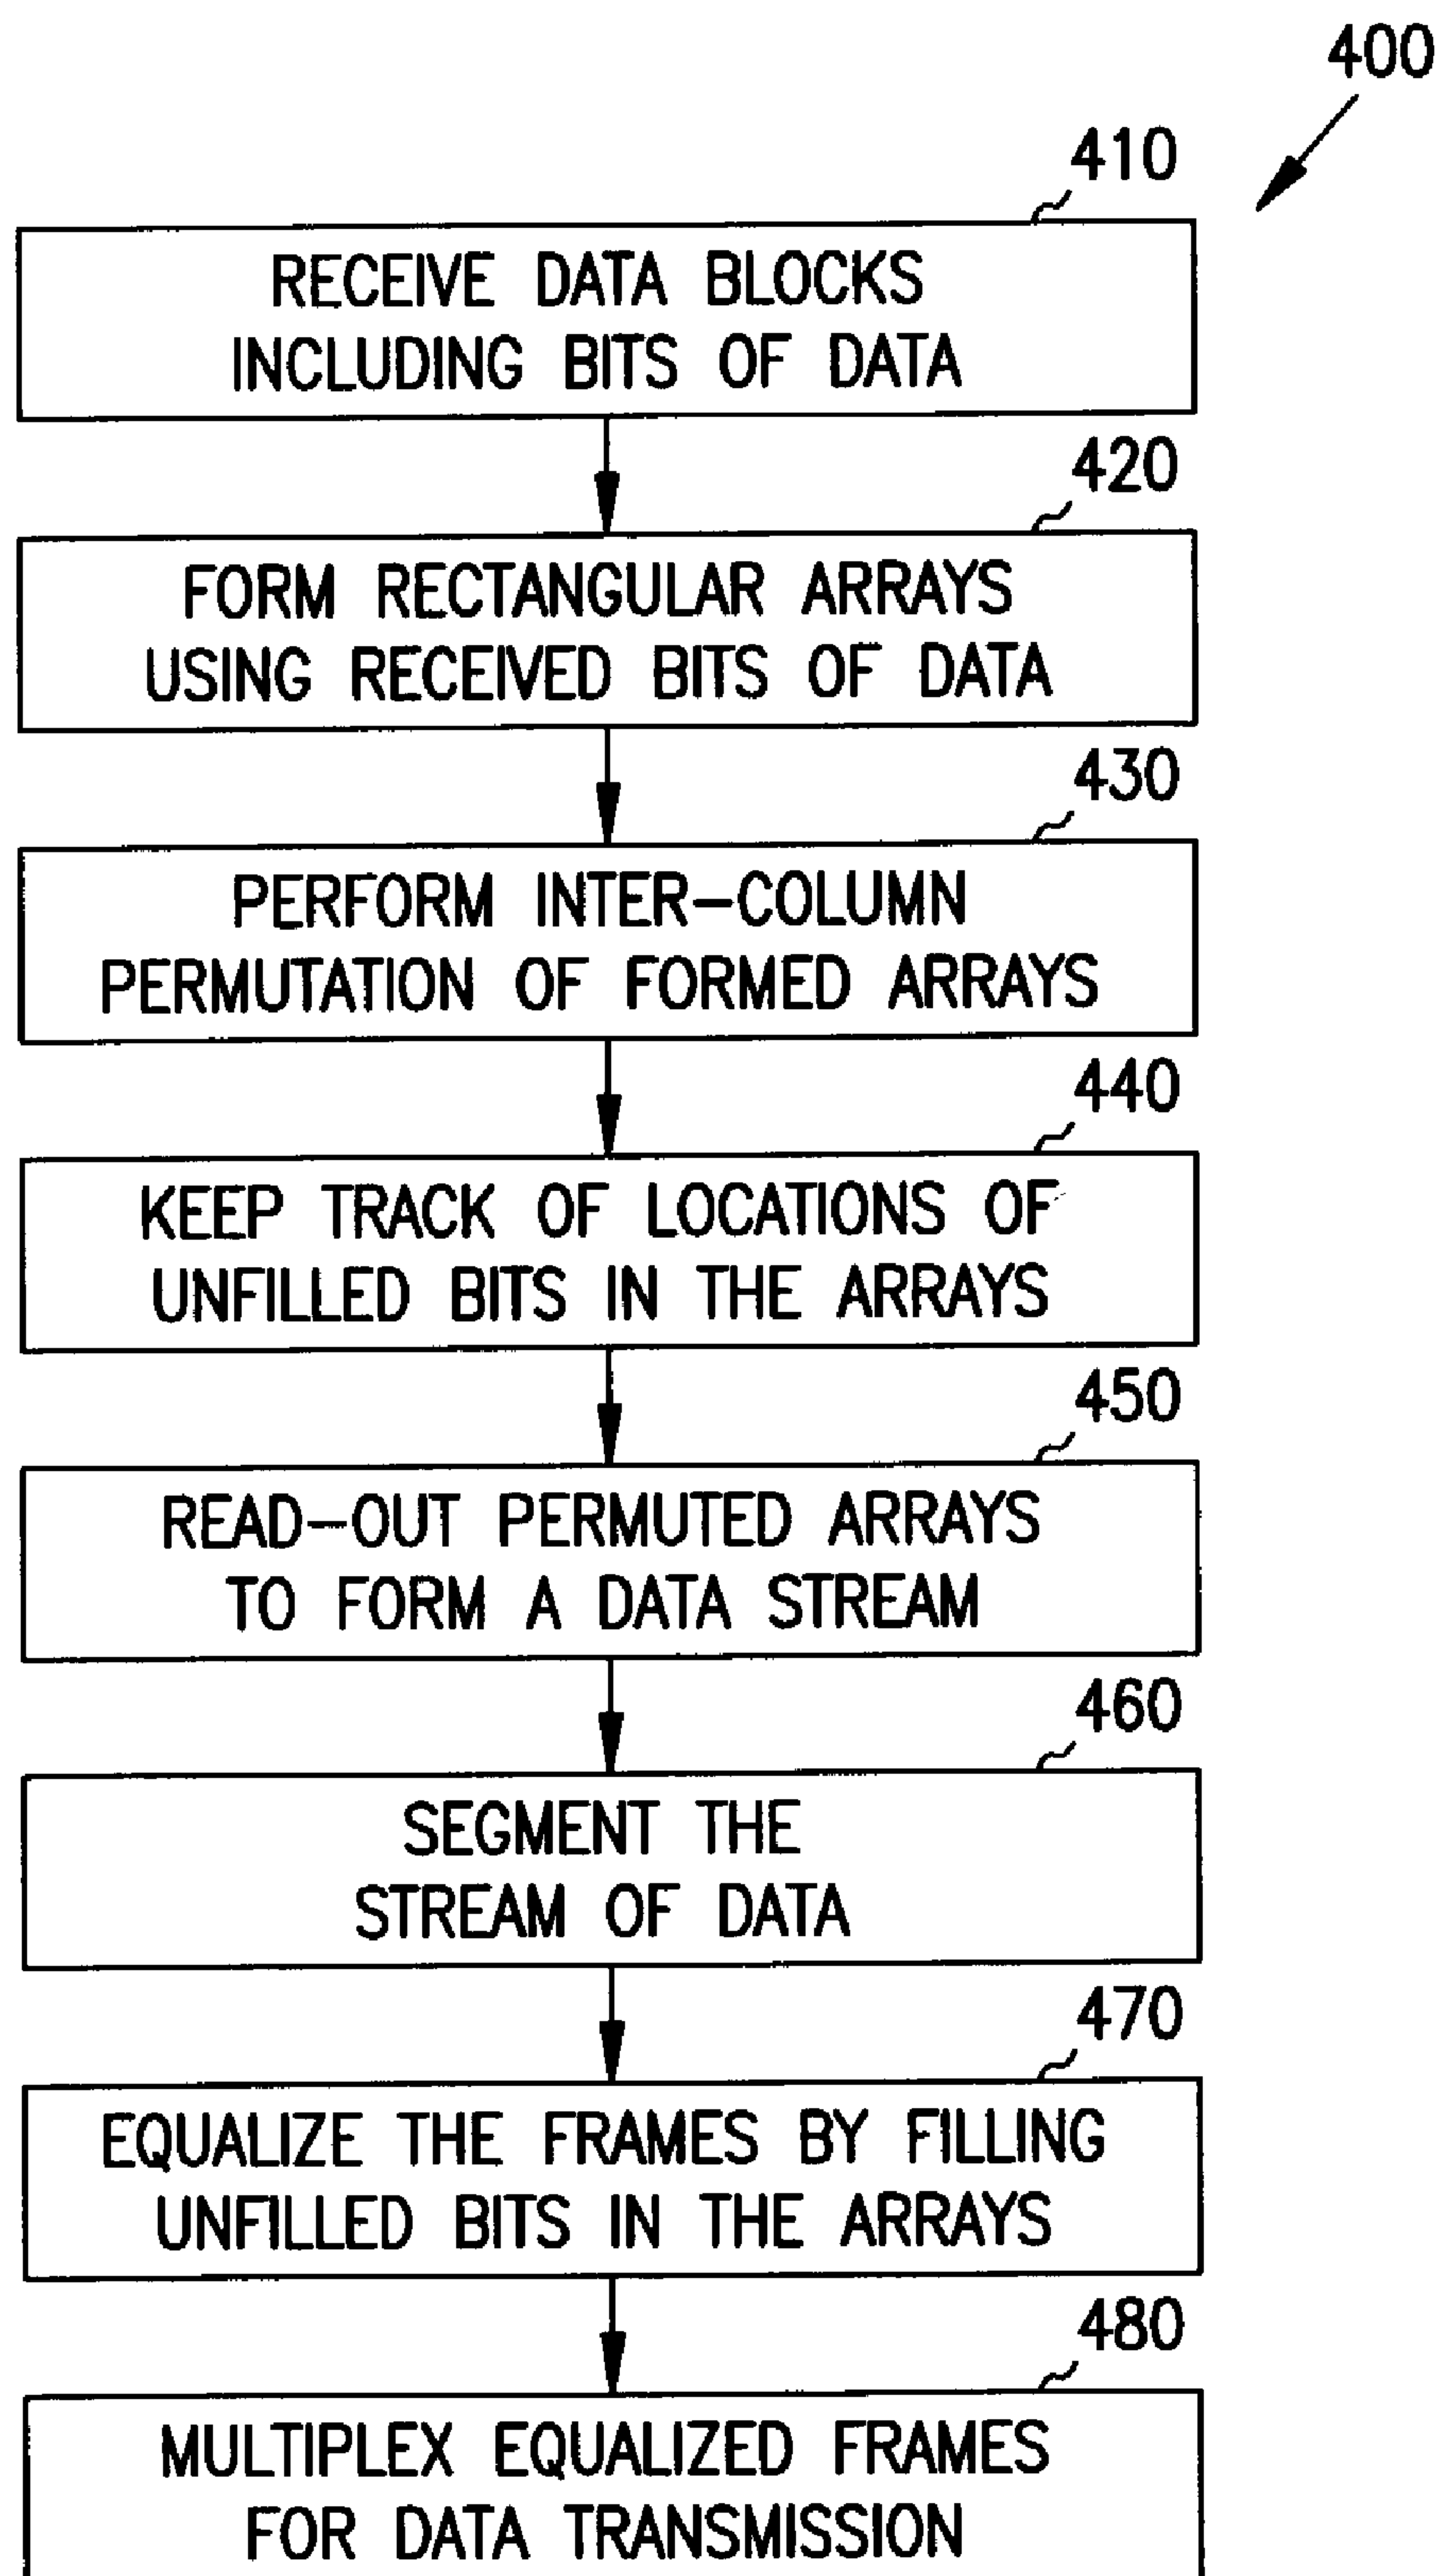 400
410
RECEIVE DATA BLOCKS
INCLUDING BITS OF DATA
420
FORM RECTANGULAR ARRAYS
USING RECEIVED BITS OF DATA
430
PERFORM INTER-COLUMN
PERMUTATION OF FORMED ARRAYS
440
KEEP TRACK OF LOCATIONS OF
UNFILLED BITS IN THE ARRAYS
450
READ-OUT PERMUTED ARRAYS
TO FORM A DATA STREAM
460
SEGMENT THE
STREAM OF DATA
470
EQUALIZE THE FRAMES BY FILLING
UNFILLED BITS IN THE ARRAYS
480
MULTIPLEX EQUALIZED FRAMES
FOR DATA TRANSMISSION